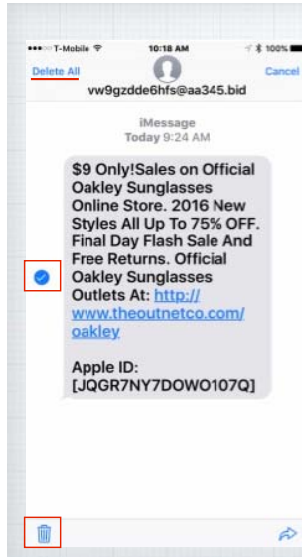 T-Mobile 10:18 AM 100%
Delete All Cancel
vw9gzdde6hfs@aa345.bid
iMessage
Today 9:24 AM
$9 Only!Sales on Official
Oakley Sunglasses
Online Store. 2016 New
Styles All Up To 75% OFF.
Final Day Flash Sale And
Free Returns. Official
Oakley Sunglasses
Outlets At: http://
www.theoutnetco.com/
oakley
Apple ID:
[JQGR7NY7DOWO107Q]